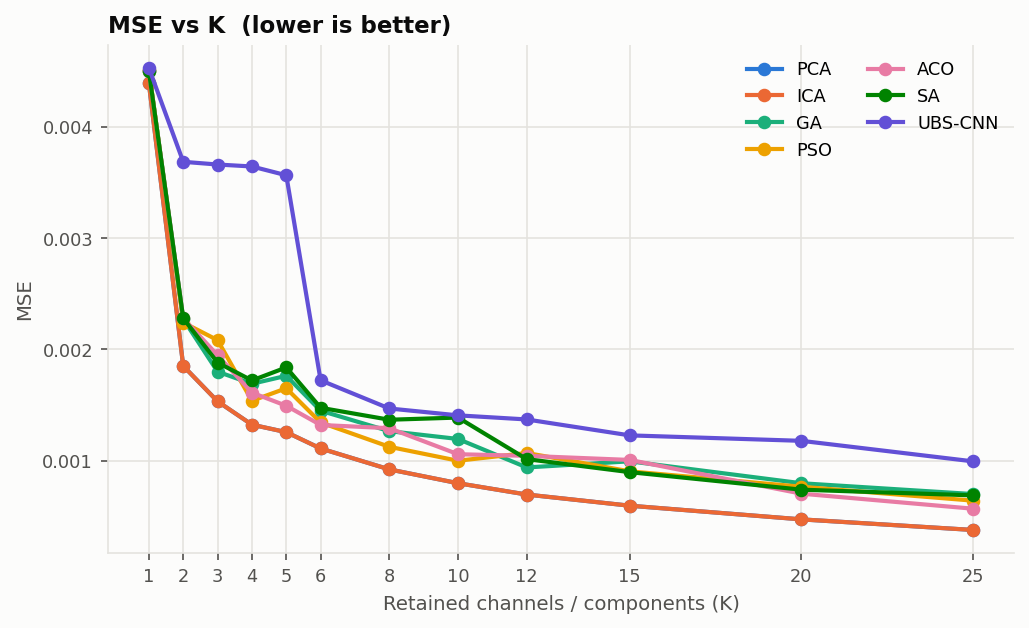 MSE vs K  (lower is better)
PCA
ICA
GA
PSO
ACO
SA
UBS-CNN
0.004
0.003
0.002
0.001
MSE
1 2 3 4 5 6 8 10 12 15 20 25
Retained channels / components (K)